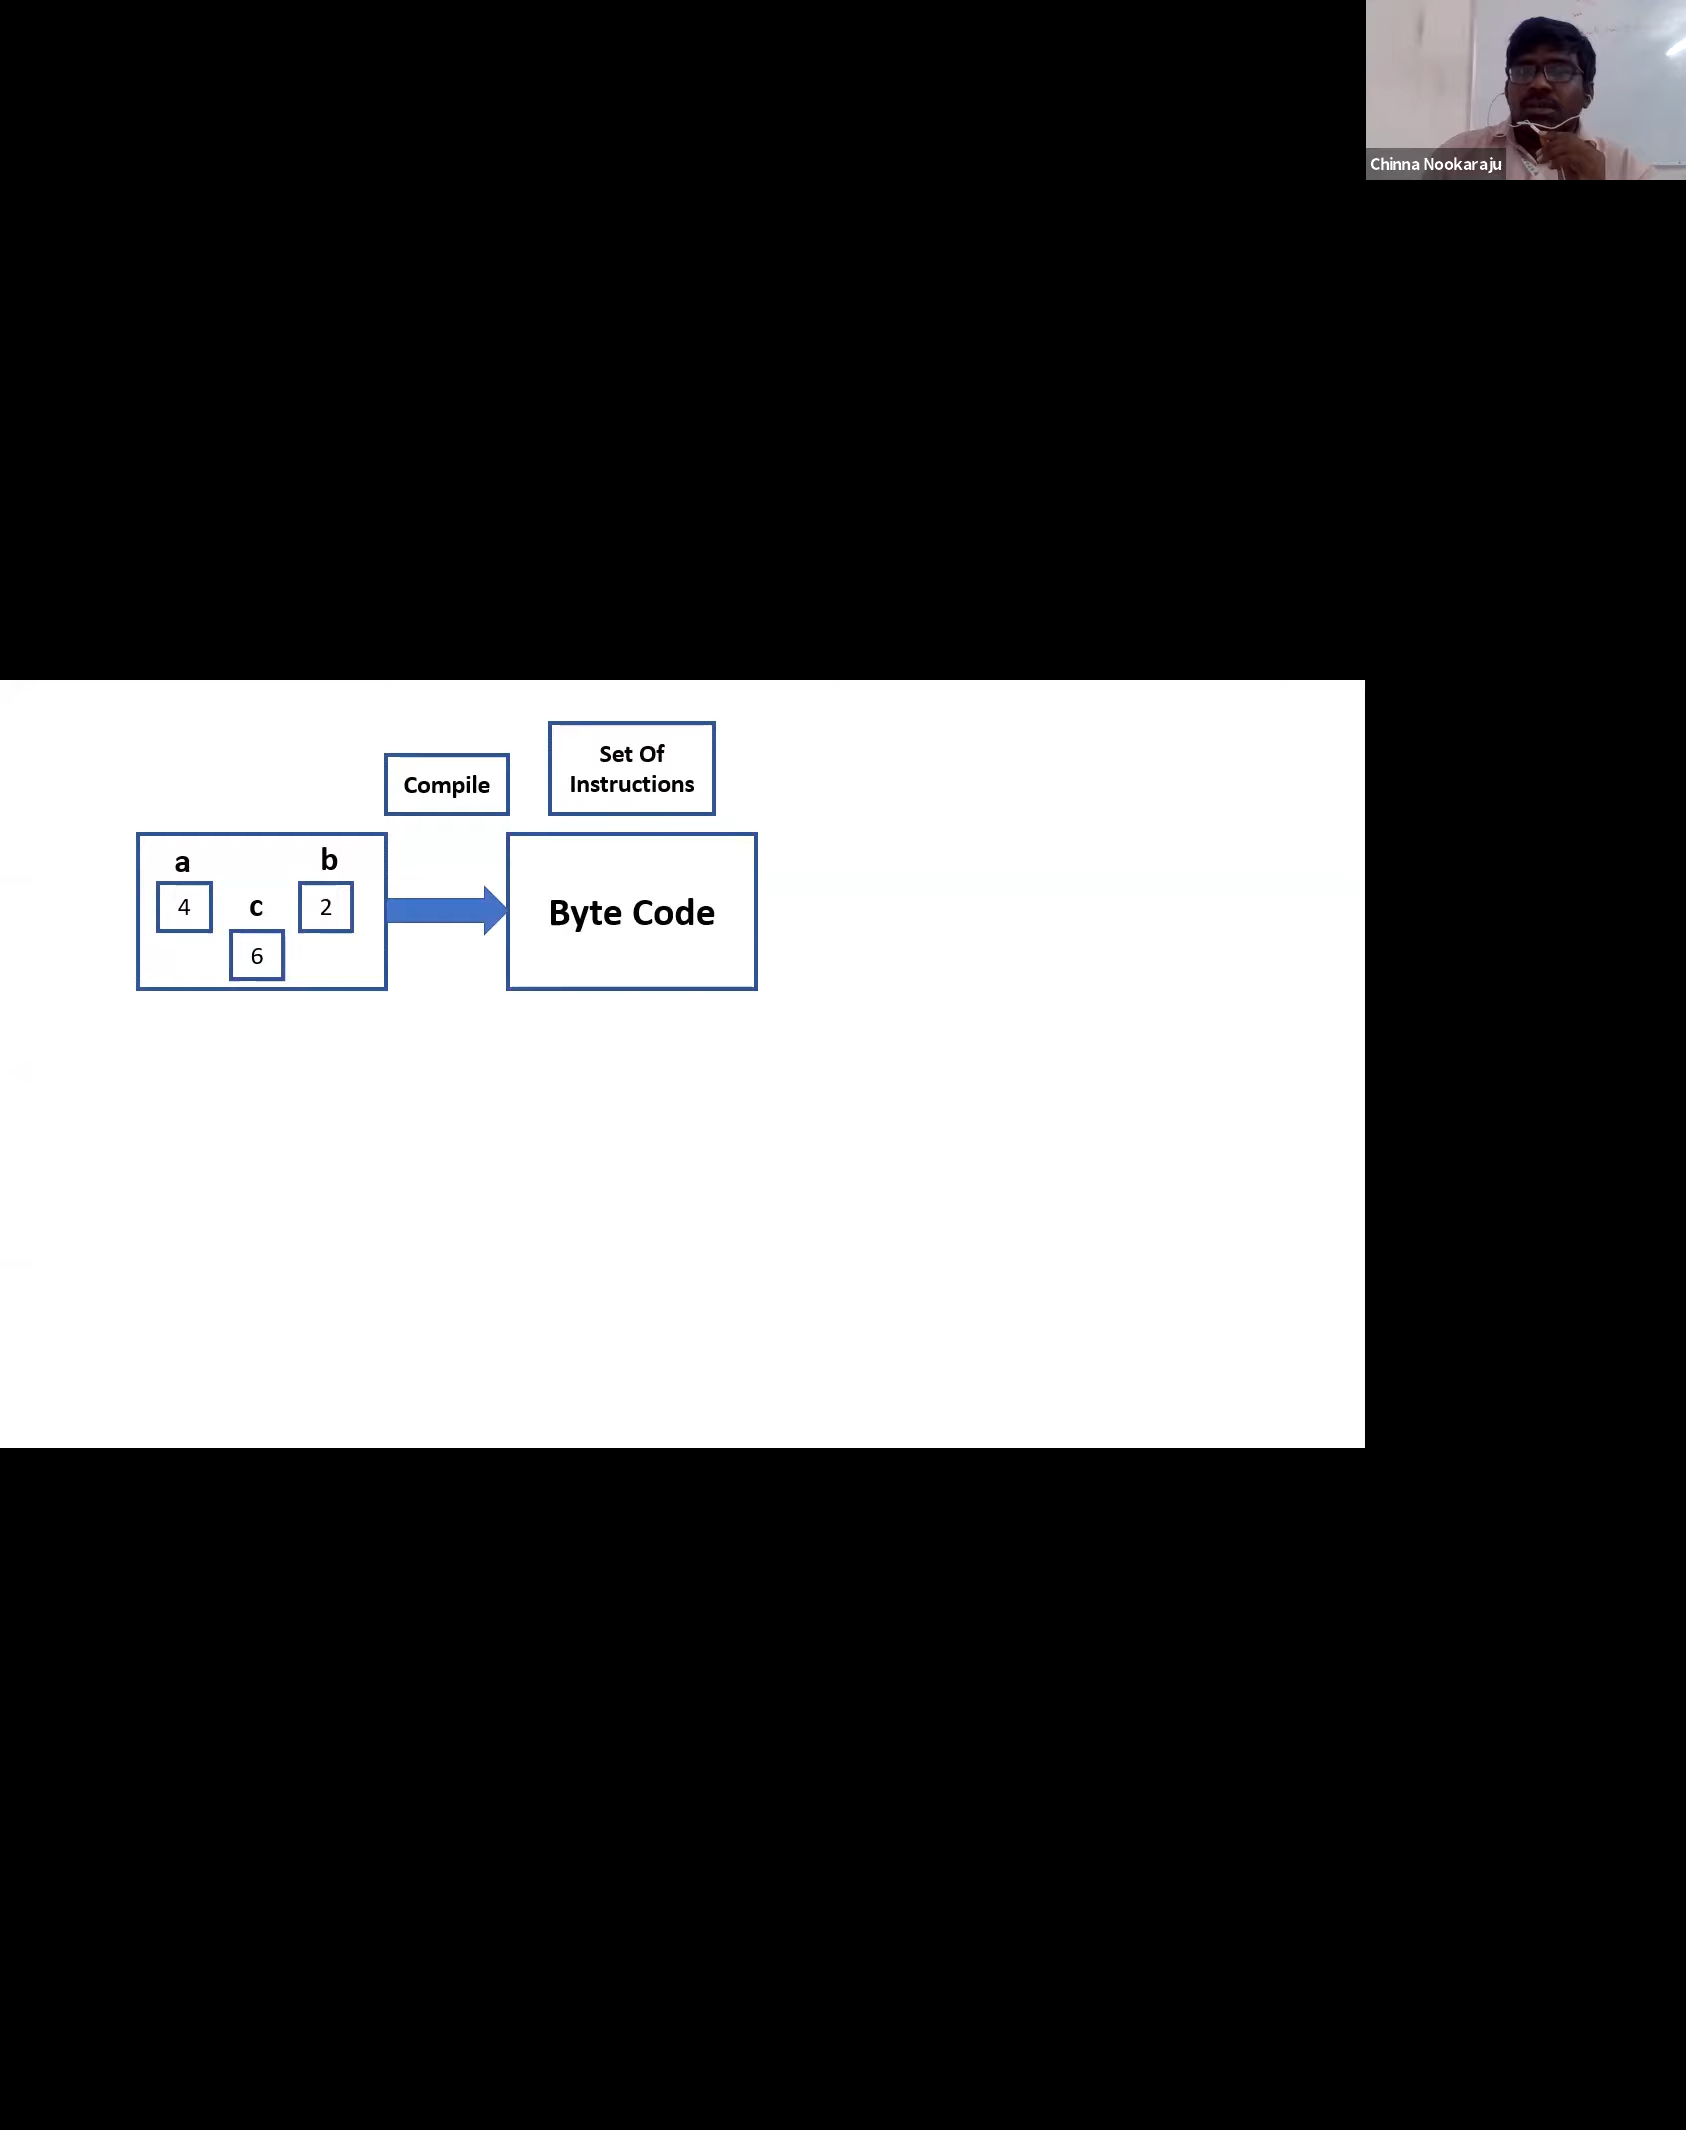 Chinna Nookaraju
Set Of
Instructions
Compile
a
b
4
c
2
6
Byte Code